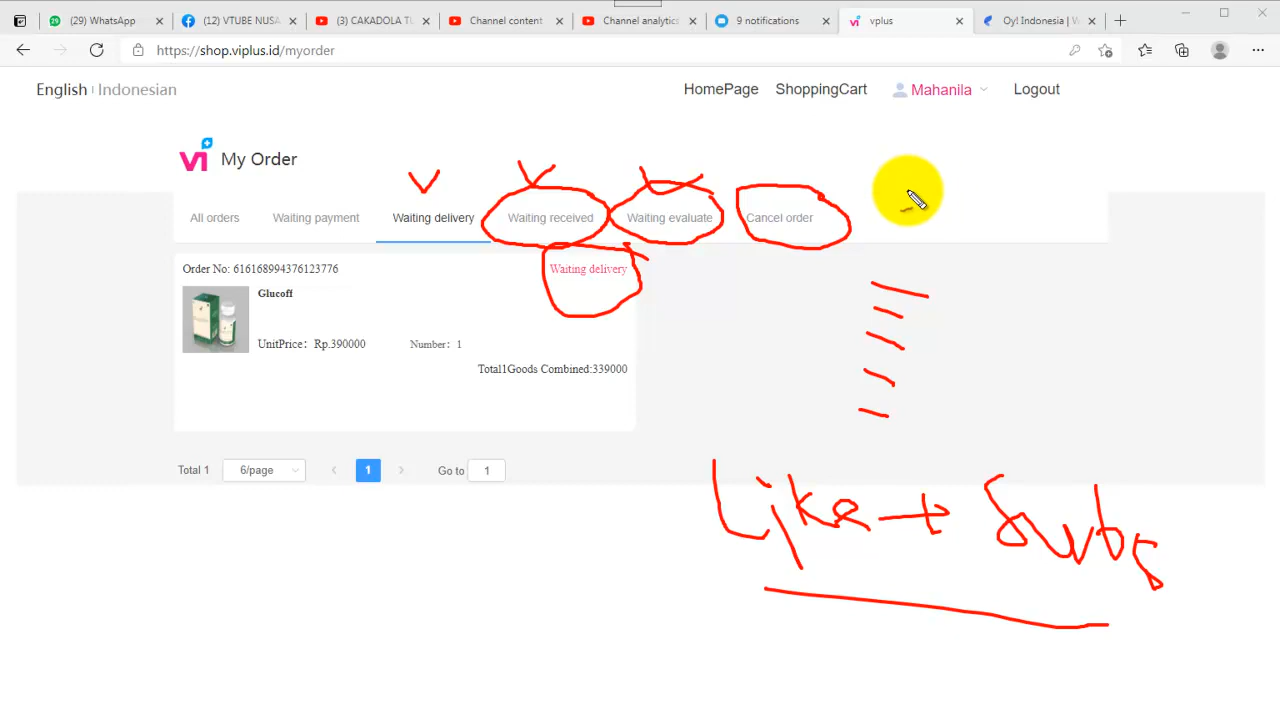 (29) WhatsApp
(12) VTUBE NUSA
(3) CAKADOLA TU
Channel content
Channel analytics
9 notifications
vplus
Oy! Indonesia | W
https://shop.viplus.id/myorder
English | Indonesian
HomePage
ShoppingCart
Mahanila
Logout
Vi My Order
All orders
Waiting payment
Waiting delivery
Waiting received
Waiting evaluate
Cancel order
Order No: 616168994376123776
Waiting delivery
Glucoff
UnitPrice: Rp.390000
Number: 1
Total1Goods Combined:339000
Total 1
6/page
1
Go to
1
Like + Subs